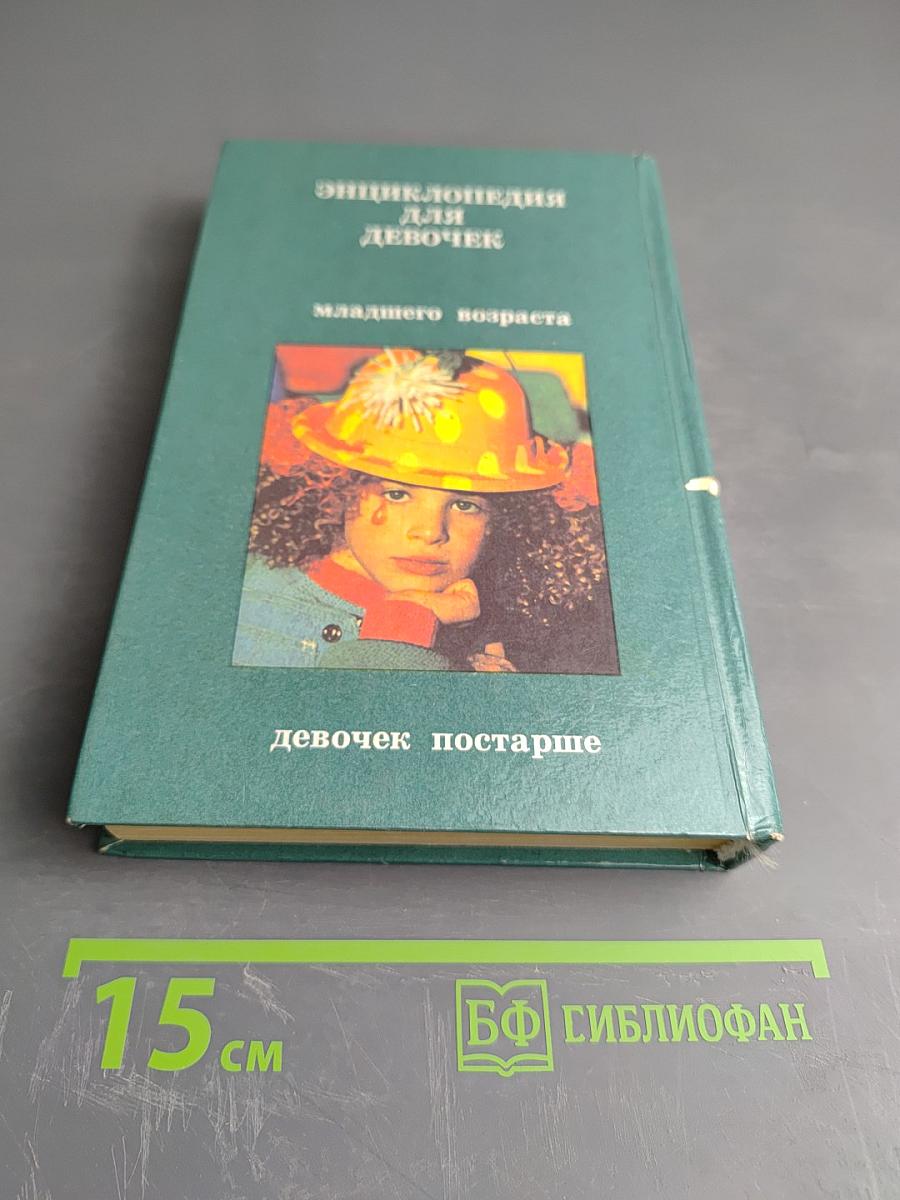 ЭНЦИКЛОПЕДИЯ
ДЛЯ
ДЕВОЧЕК
младшего возраста
девочек постарше
15 см
БФ БИБЛИОФАН